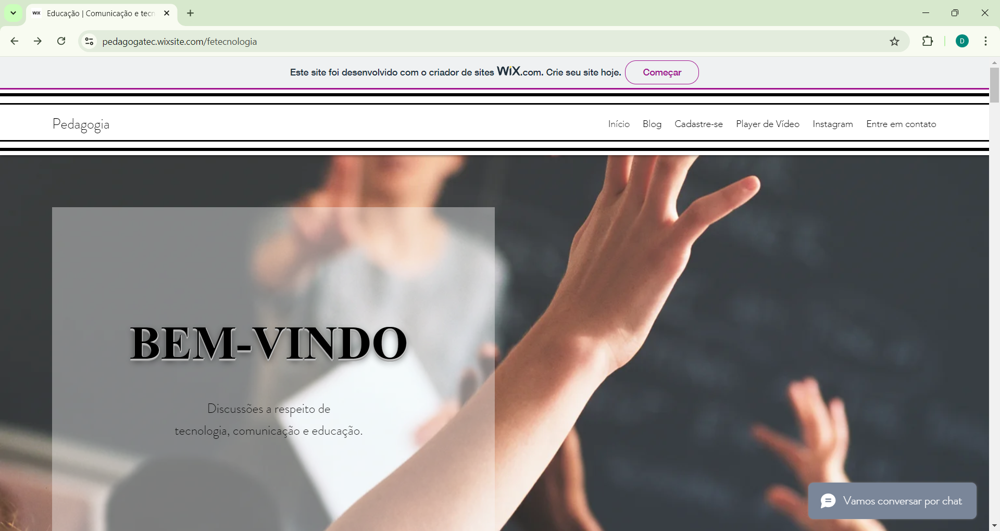 WiX Educação | Comunicação e tecn
pedagogatec.wixsite.com/fetecnologia
D
Este site foi desenvolvido com o criador de sites WiX.com. Crie seu site hoje. Começar
Pedagogia Início Blog Cadastre-se Player de Vídeo Instagram Entre em contato
BEM-VINDO
Discussões a respeito de
tecnologia, comunicação e educação.
Vamos conversar por chat